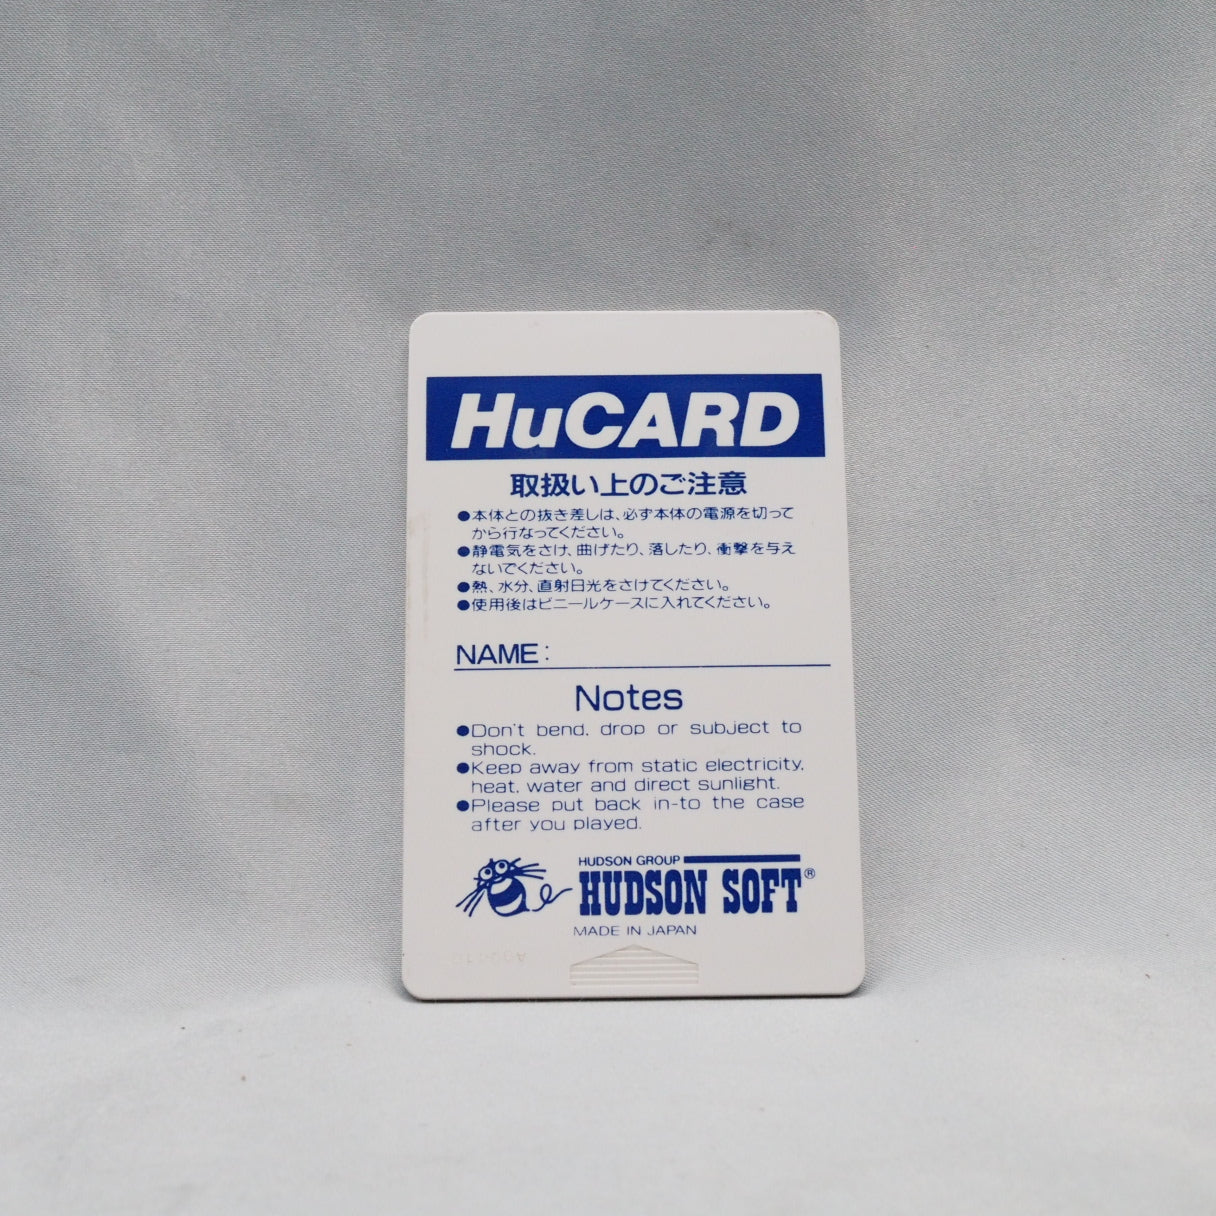 HuCARD
取扱い上のご注意
●本体との抜き差しは、必ず本体の電源を切って
から行なってください。
●静電気をさけ、曲げたり、落したり、衝撃を与え
ないでください。
●熱、水分、直射日光をさけてください。
●使用後はビニールケースに入れてください。
NAME:
Notes
●Don't bend, drop or subject to
shock.
●Keep away from static electricity,
heat, water and direct sunlight.
●Please put back in-to the case
after you played.
HUDSON GROUP
HUDSON SOFT®
MADE IN JAPAN